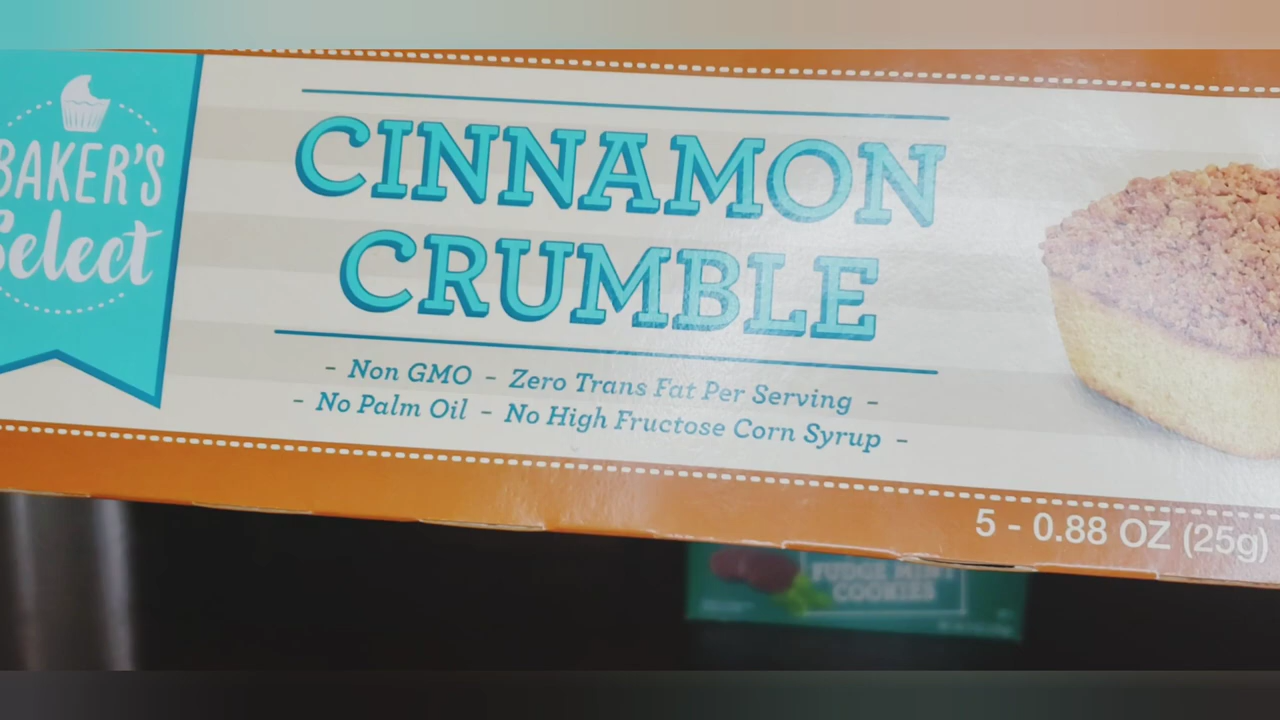 BAKER'S
Select
CINNAMON
CRUMBLE
- Non GMO - Zero Trans Fat Per Serving -
- No Palm Oil - No High Fructose Corn Syrup -
5 - 0.88 OZ (25g)
FUDGE MINT
COOKIES